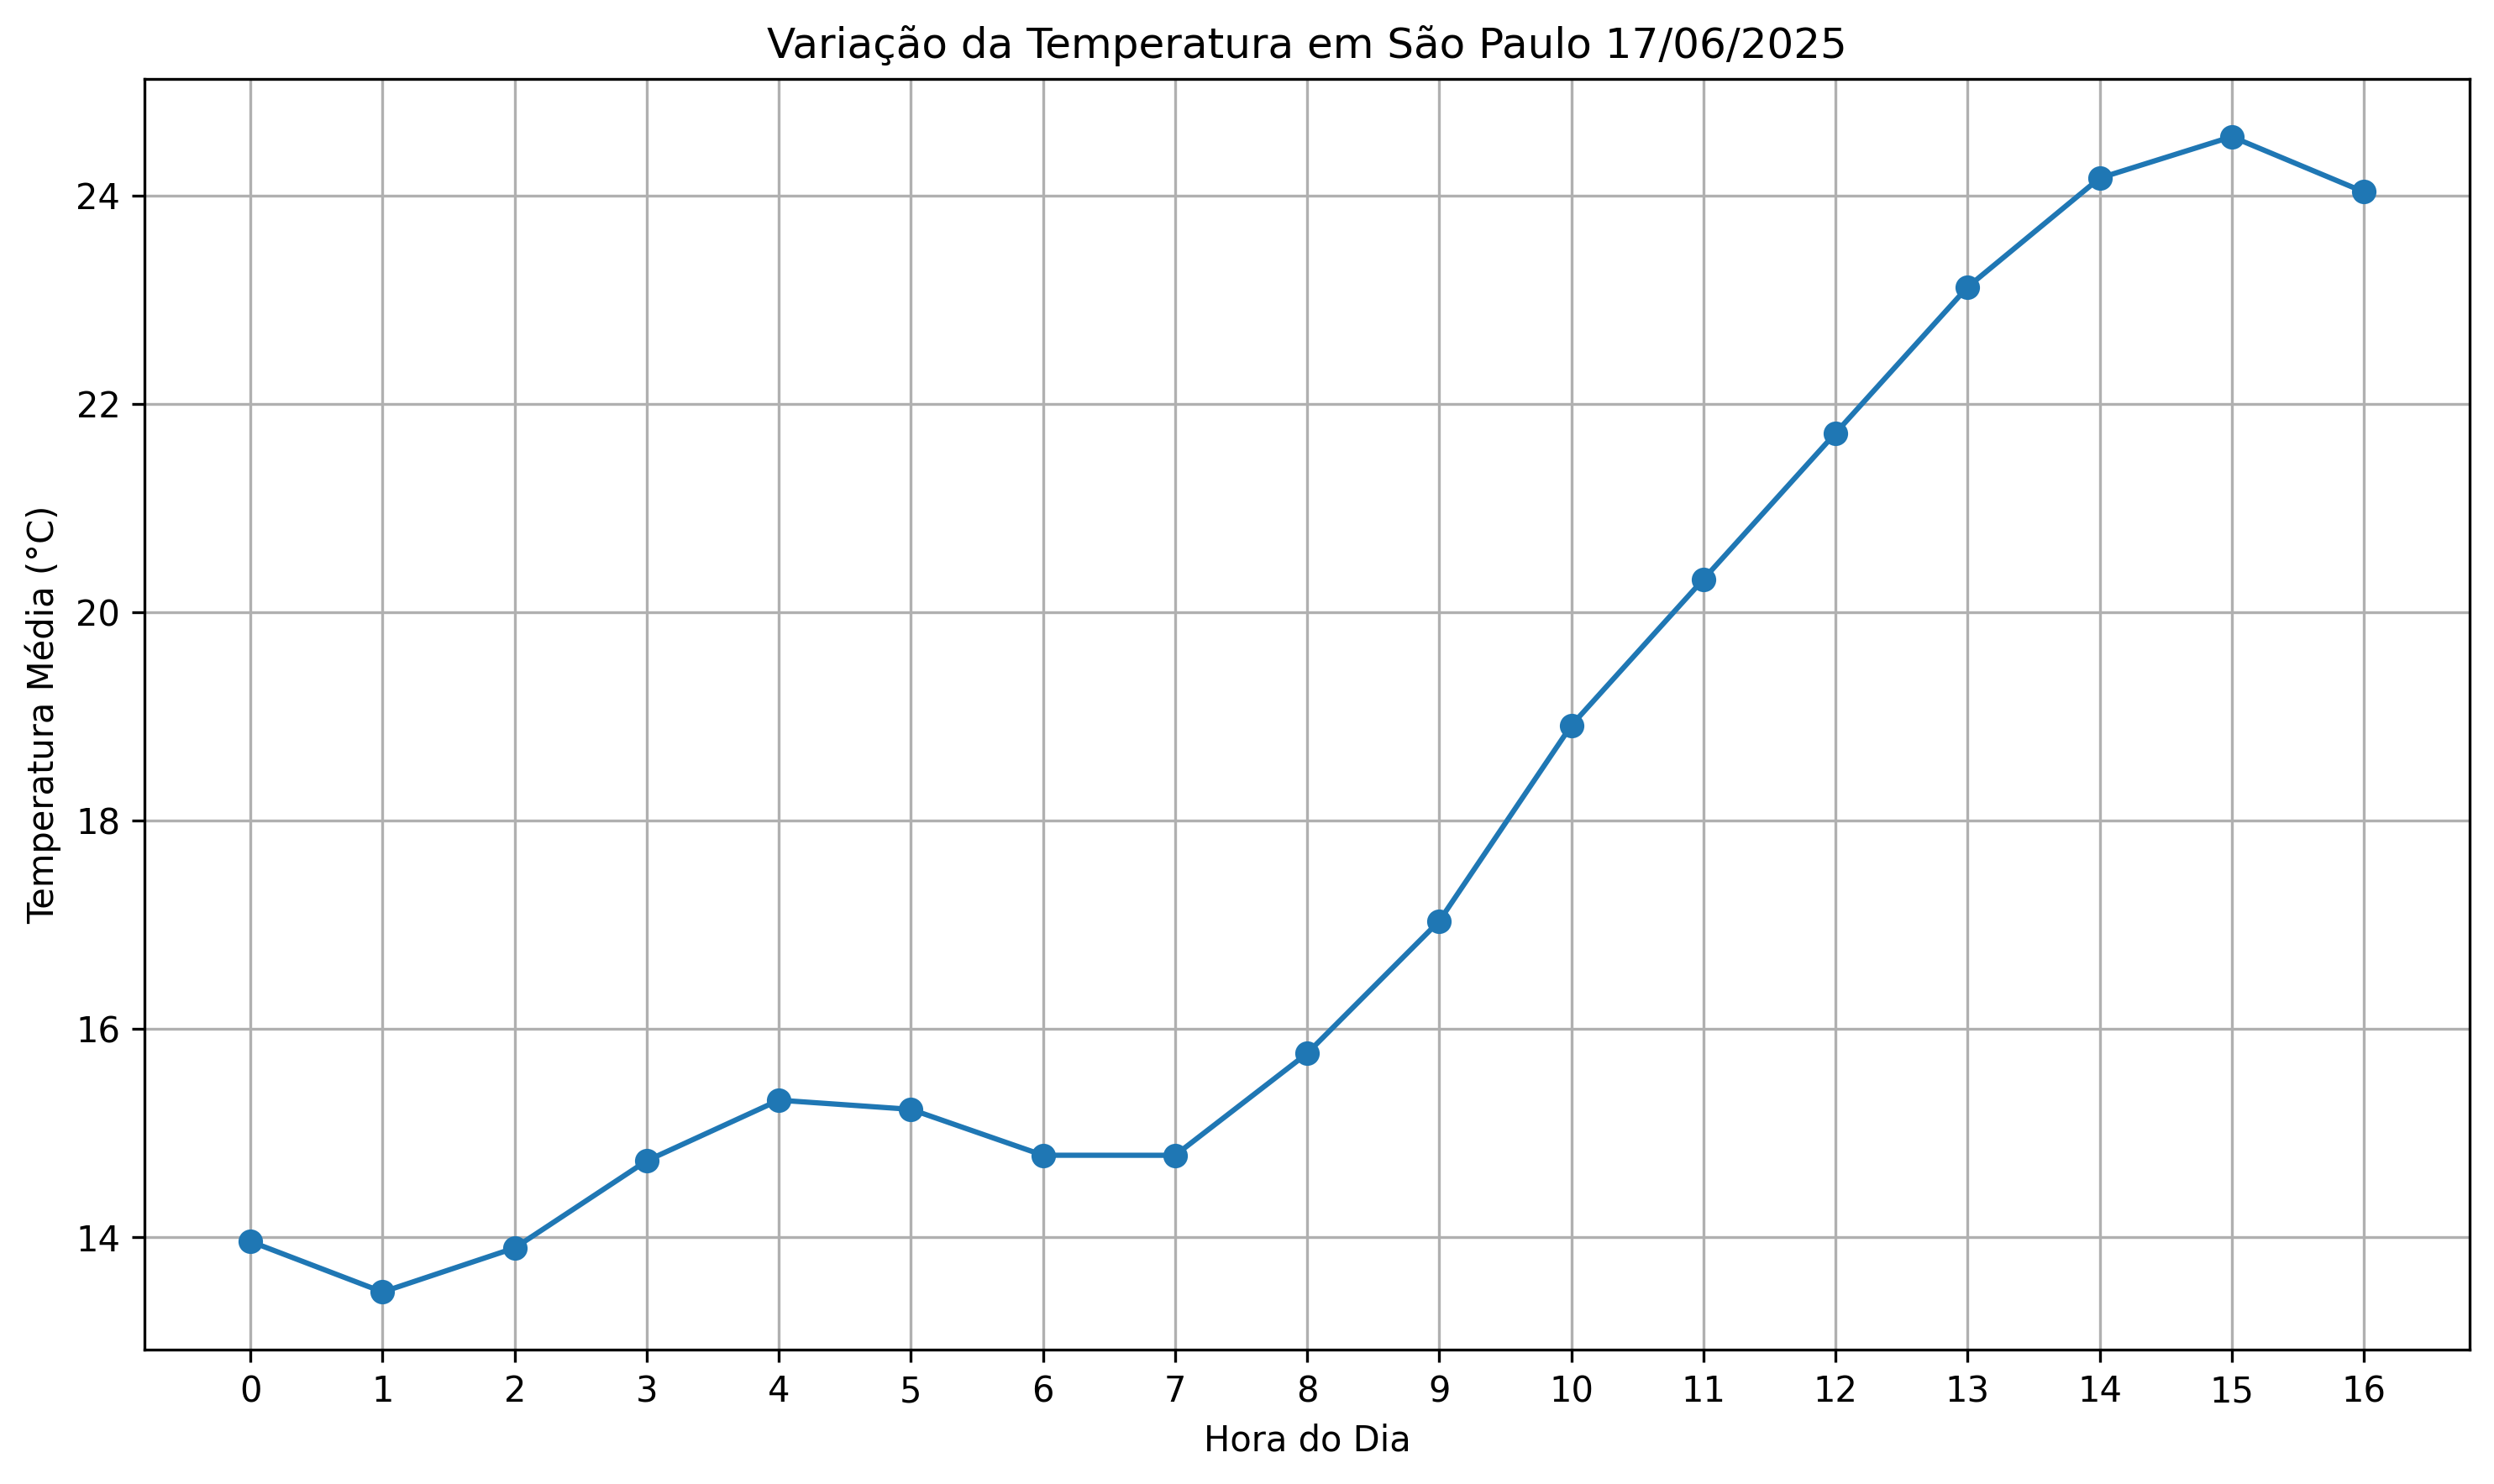 Variação da Temperatura em São Paulo 17/06/2025
Temperatura Média (°C)
24
22
20
18
16
14
0 1 2 3 4 5 6 7 8 9 10 11 12 13 14 15 16
Hora do Dia